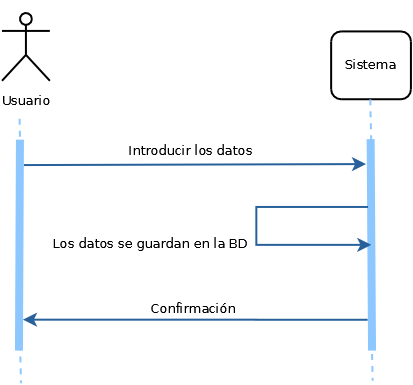 Usuario
Sistema
Introducir los datos
Los datos se guardan en la BD
Confirmación